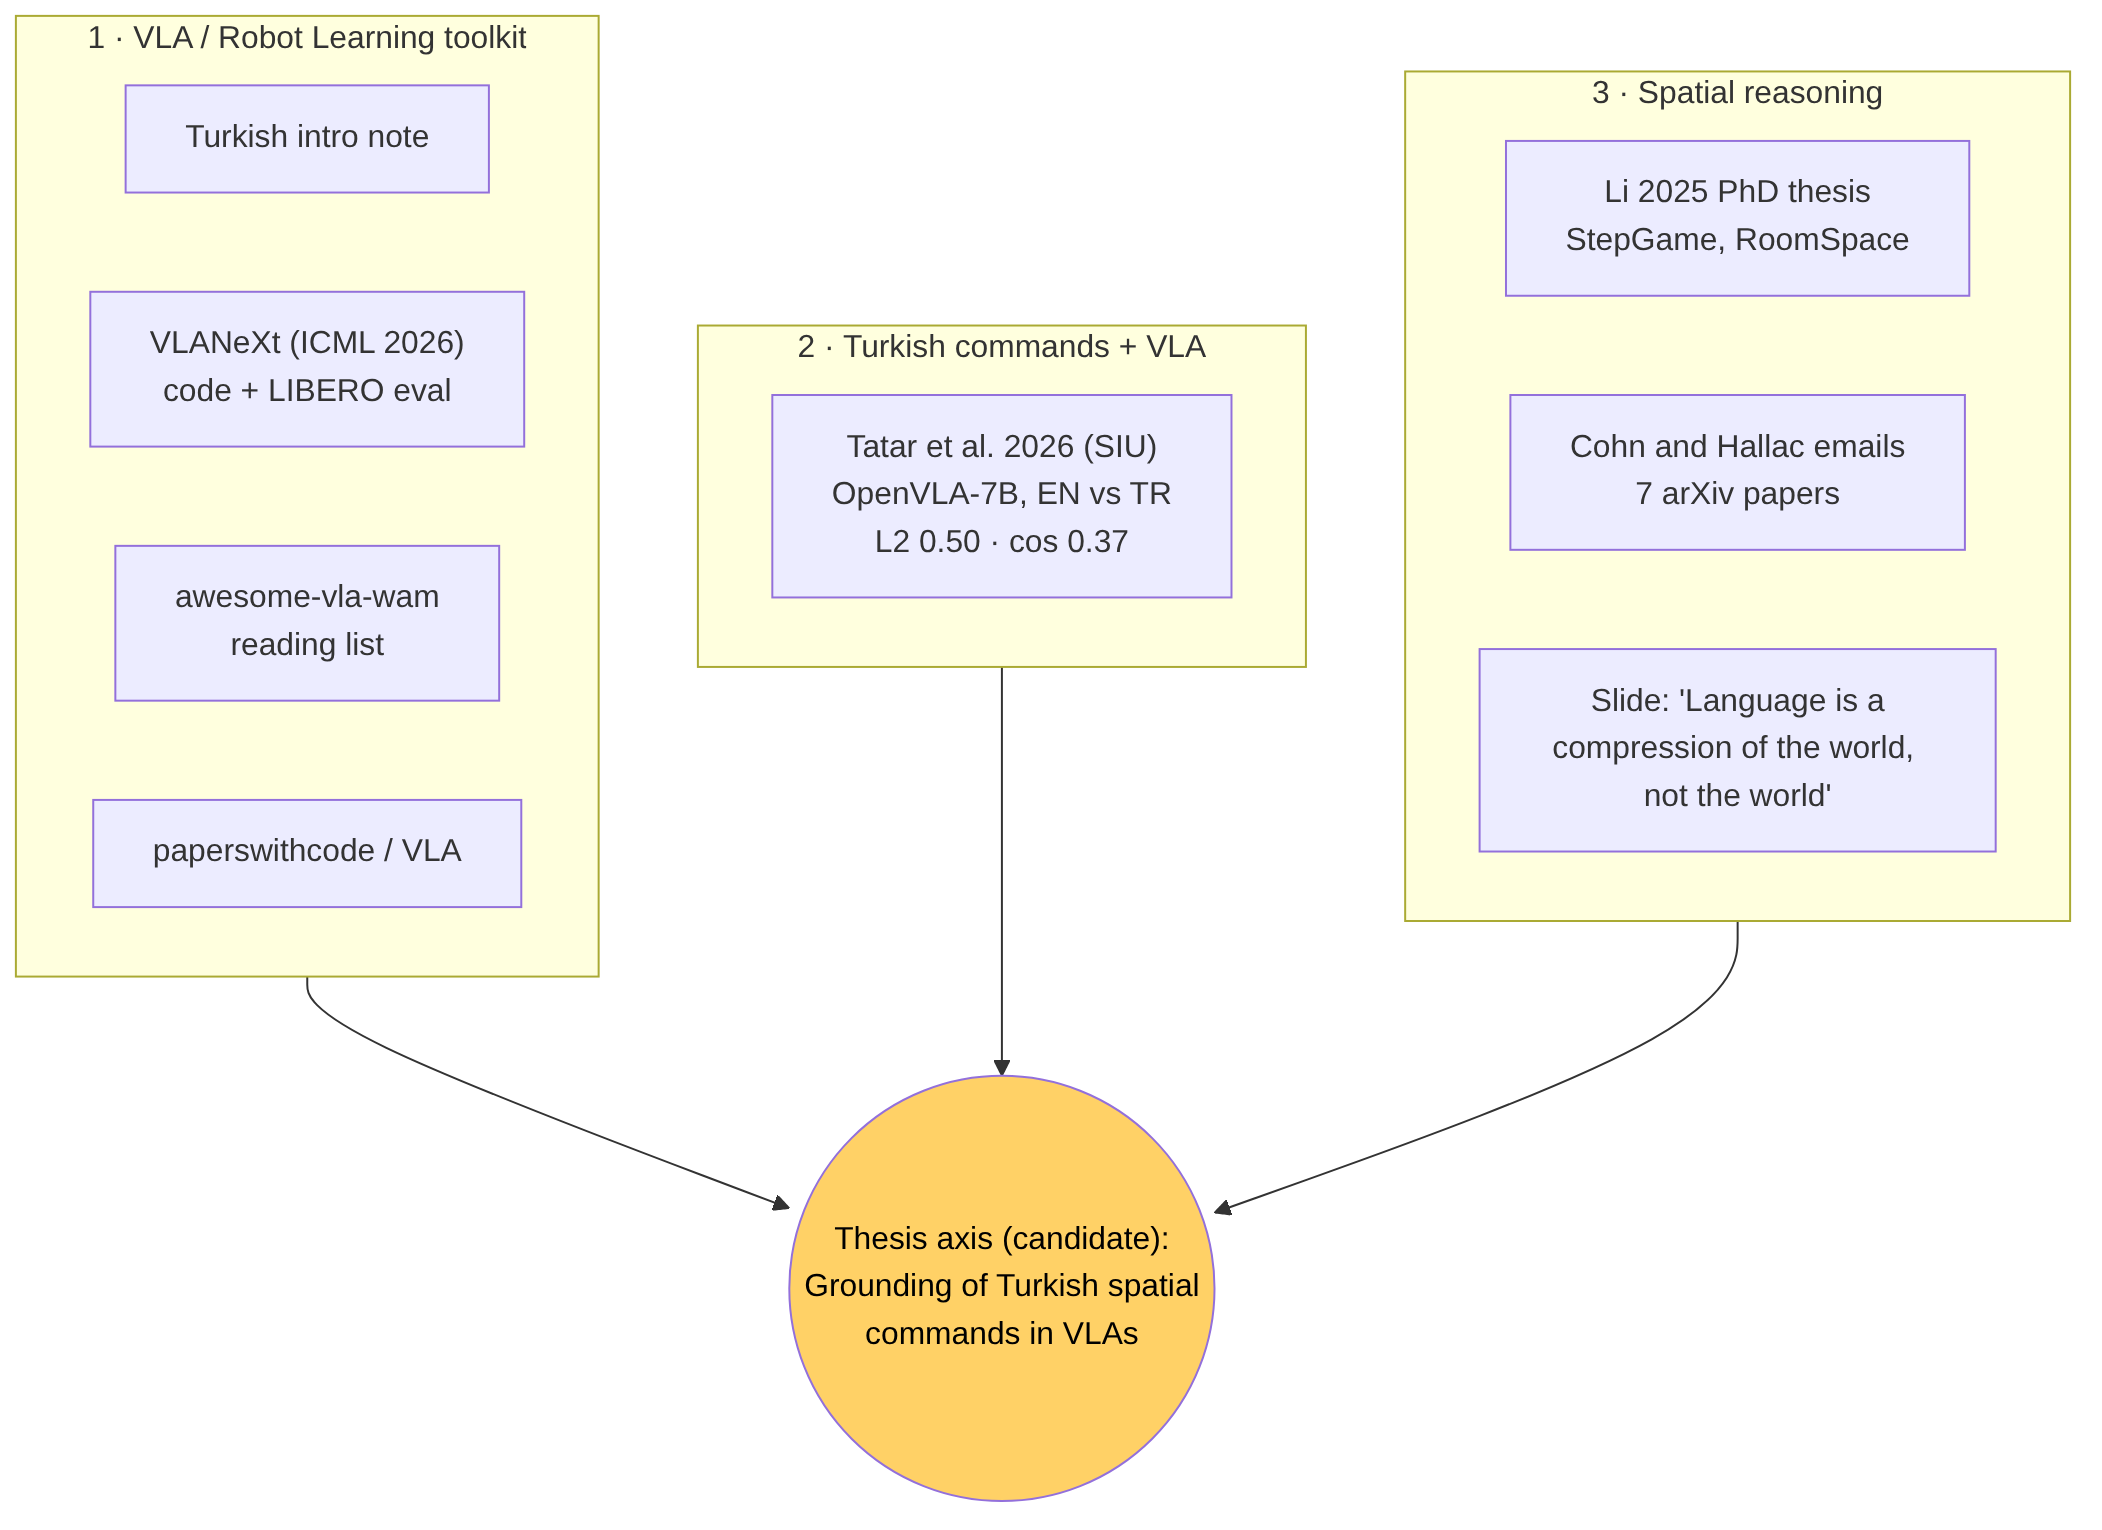 1 · VLA / Robot Learning toolkit
Turkish intro note
VLANeXt (ICML 2026)
code + LIBERO eval
awesome-vla-wam
reading list
paperswithcode / VLA
2 · Turkish commands + VLA
Tatar et al. 2026 (SIU)
OpenVLA-7B, EN vs TR
L2 0.50 · cos 0.37
3 · Spatial reasoning
Li 2025 PhD thesis
StepGame, RoomSpace
Cohn and Hallac emails
7 arXiv papers
Slide: 'Language is a
compression of the world,
not the world'
Thesis axis (candidate):
Grounding of Turkish spatial
commands in VLAs